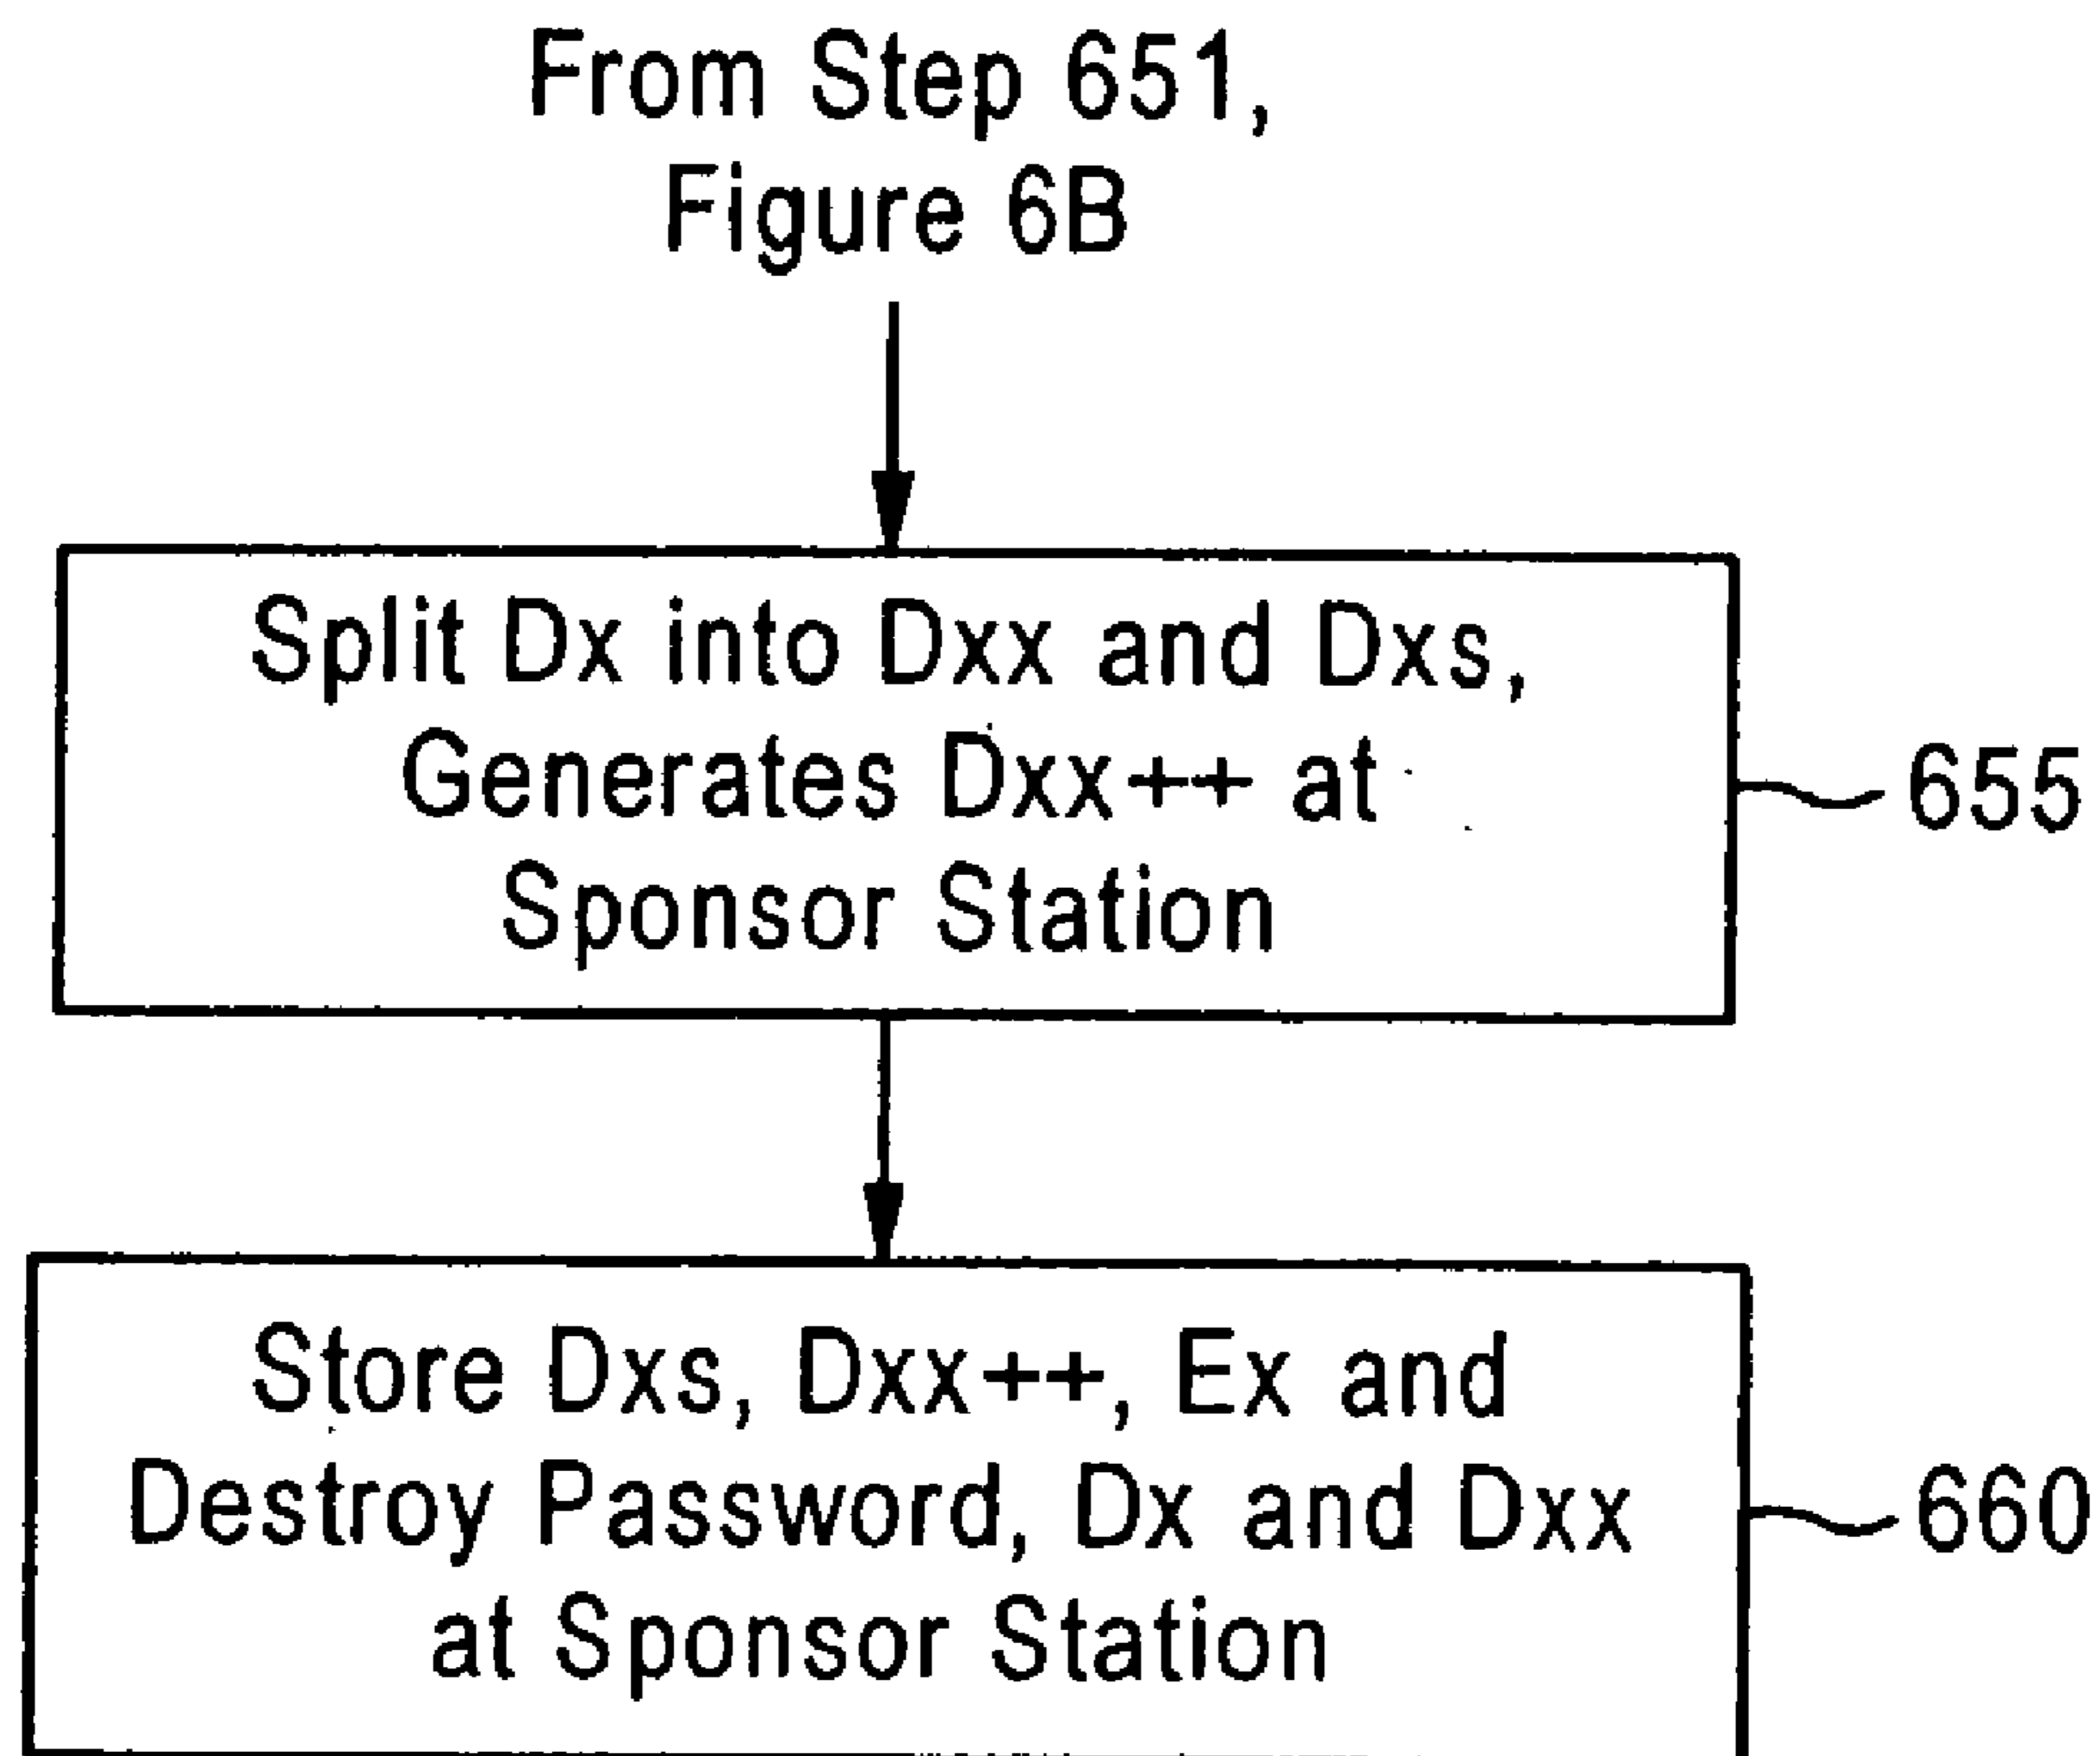 From Step 651,
Figure 6B
Split Dx into Dxx and Dxs,
Generates Dxx++ at
Sponsor Station
655
Store Dxs, Dxx++, Ex and
Destroy Password, Dx and Dxx
at Sponsor Station
660